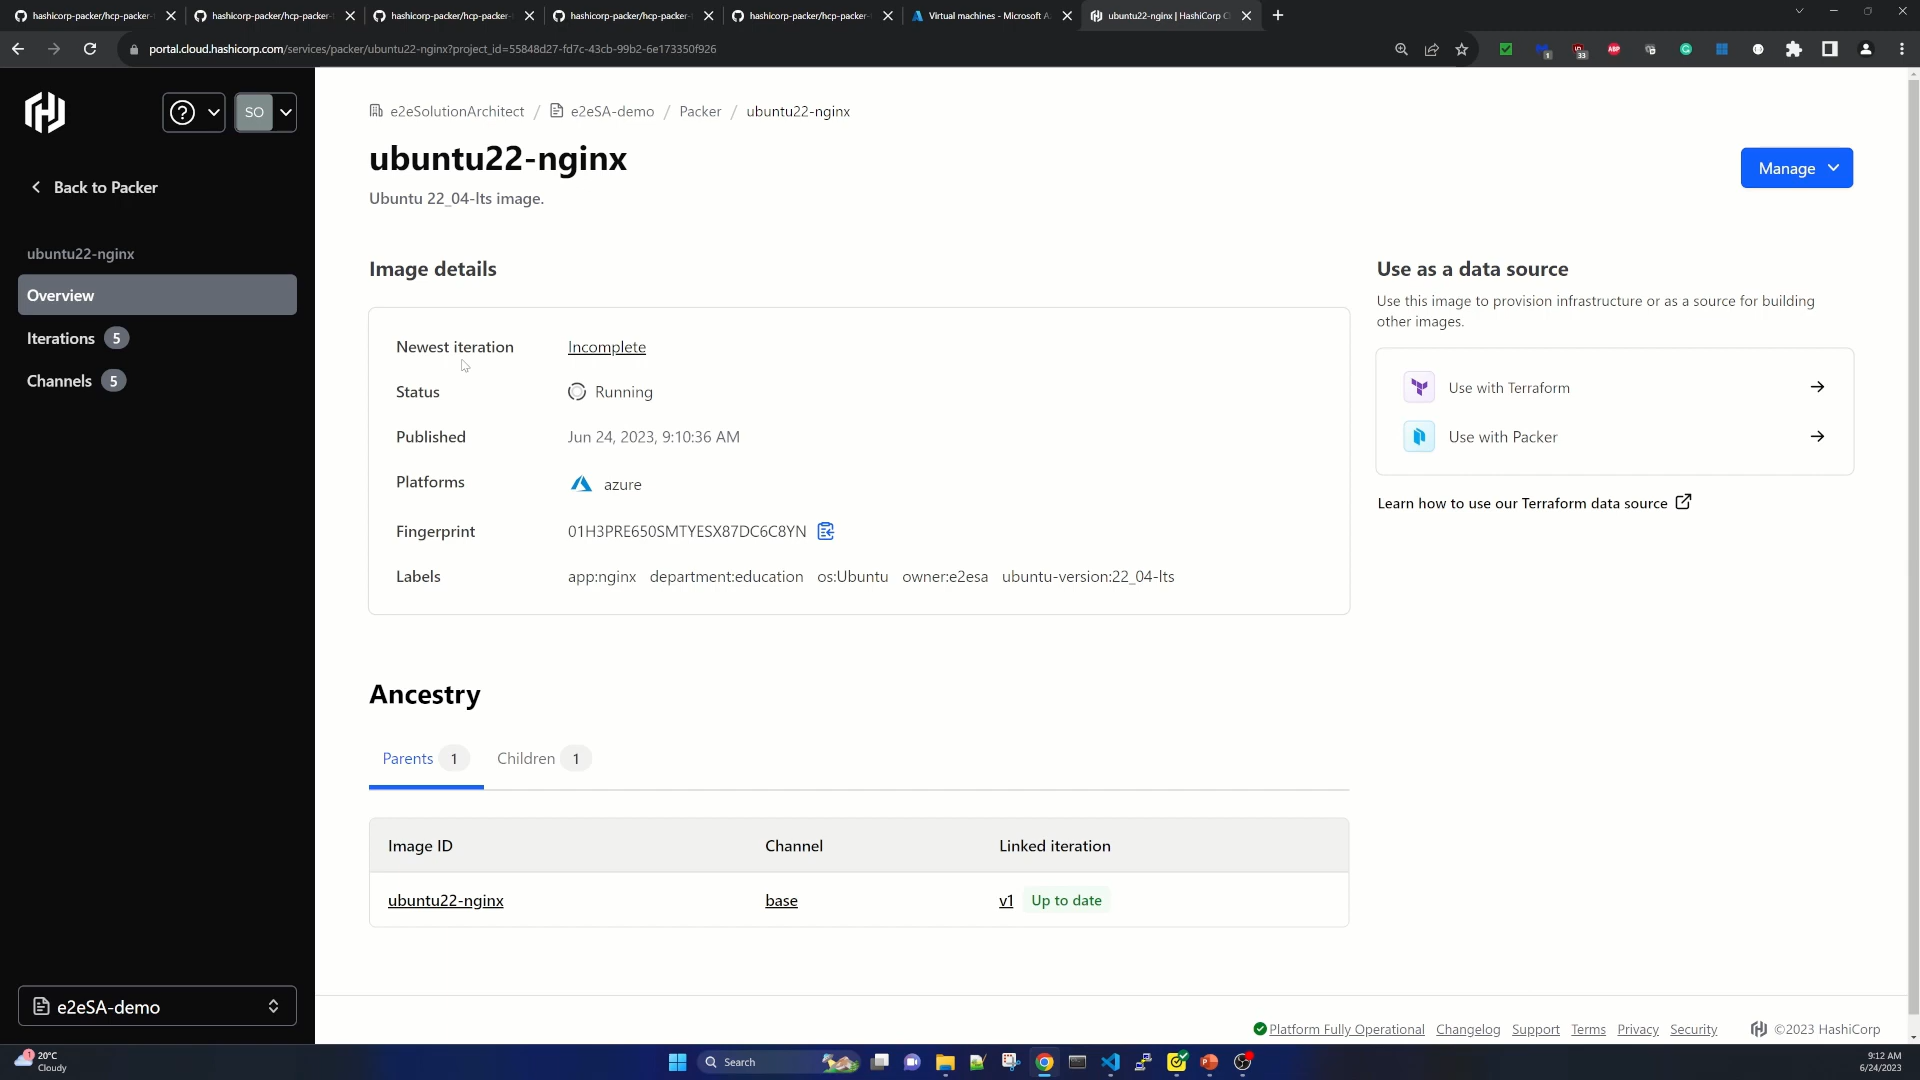 hashicorp-packer/hcp-packer-
hashicorp-packer/hcp-packer-
hashicorp-packer/hcp-packer-
hashicorp-packer/hcp-packer-
hashicorp-packer/hcp-packer-
Virtual machines - Microsoft A
ubuntu22-nginx | HashiCorp C
portal.cloud.hashicorp.com/services/packer/ubuntu22-nginx?project_id=55848d27-fd7c-43cb-99b2-6e173350f926
1
33
ABP
SO
Back to Packer
ubuntu22-nginx
Overview
Iterations 5
Channels 5
e2eSA-demo
e2eSolutionArchitect / e2eSA-demo / Packer / ubuntu22-nginx
ubuntu22-nginx
Ubuntu 22_04-lts image.
Manage
Image details
Newest iteration Incomplete
Status Running
Published Jun 24, 2023, 9:10:36 AM
Platforms azure
Fingerprint 01H3PRE650SMTYESX87DC6C8YN
Labels app:nginx department:education os:Ubuntu owner:e2esa ubuntu-version:22_04-lts
Use as a data source
Use this image to provision infrastructure or as a source for building
other images.
Use with Terraform
Use with Packer
Learn how to use our Terraform data source
Ancestry
Parents 1 Children 1
Image ID Channel Linked iteration
ubuntu22-nginx base v1 Up to date
Platform Fully Operational Changelog Support Terms Privacy Security ©2023 HashiCorp
1
20°C
Cloudy
Search
9:12 AM
6/24/2023